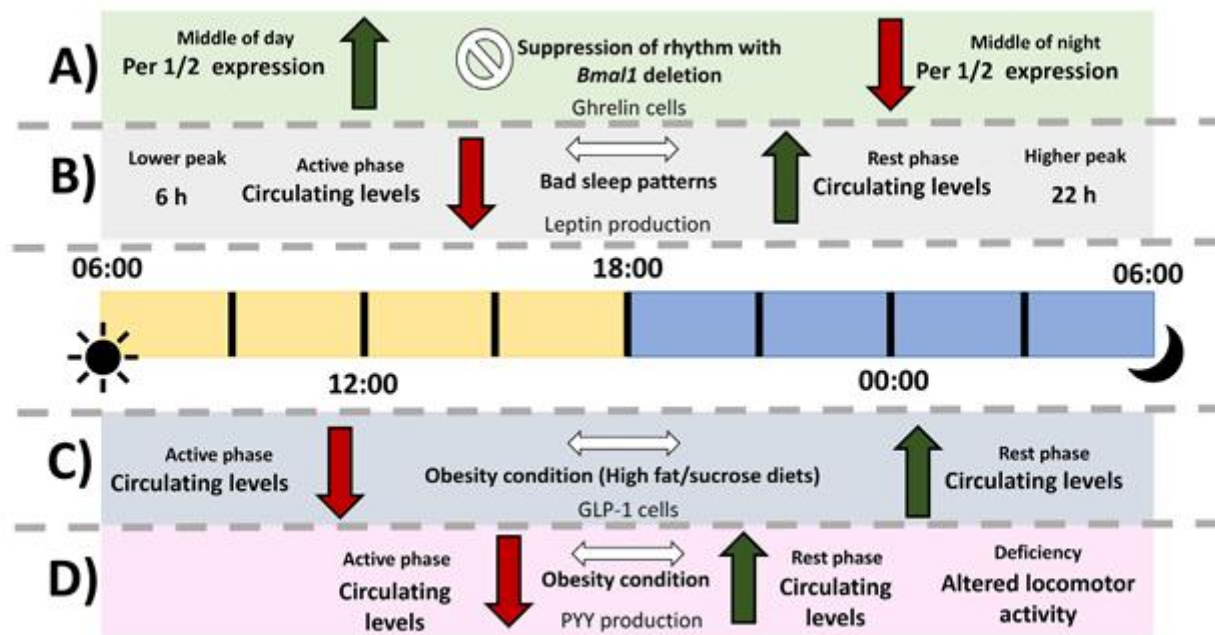 A)
Middle of day
Per 1/2 expression
Suppression of rhythm with
Bmal1 deletion
Ghrelin cells
Middle of night
Per 1/2 expression
B)
Lower peak
6 h
Active phase
Circulating levels
Bad sleep patterns
Leptin production
Rest phase
Circulating levels
Higher peak
22 h
06:00
18:00
06:00
12:00
00:00
C)
Active phase
Circulating levels
Obesity condition (High fat/sucrose diets)
GLP-1 cells
Rest phase
Circulating levels
D)
Active phase
Circulating
levels
Obesity condition
PYY production
Rest phase
Circulating
levels
Deficiency
Altered locomotor
activity